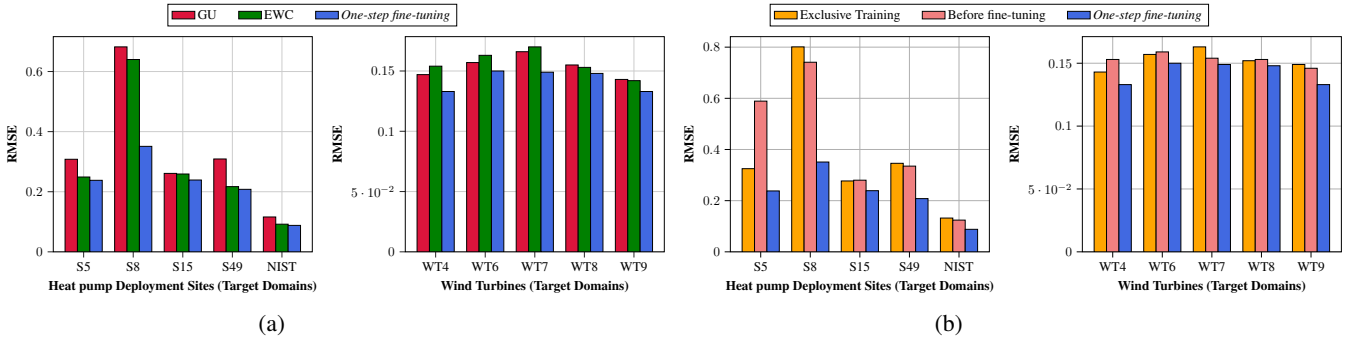 GU EWC One-step fine-tuning
Exclusive Training Before fine-tuning One-step fine-tuning
RMSE
0.6
0.4
0.2
0
S5 S8 S15 S49 NIST
Heat pump Deployment Sites (Target Domains)
RMSE
0.15
0.1
5 · 10⁻²
0
WT4 WT6 WT7 WT8 WT9
Wind Turbines (Target Domains)
(a)
RMSE
0.8
0.6
0.4
0.2
0
S5 S8 S15 S49 NIST
Heat pump Deployment Sites (Target Domains)
RMSE
0.15
0.1
5 · 10⁻²
0
WT4 WT6 WT7 WT8 WT9
Wind Turbines (Target Domains)
(b)